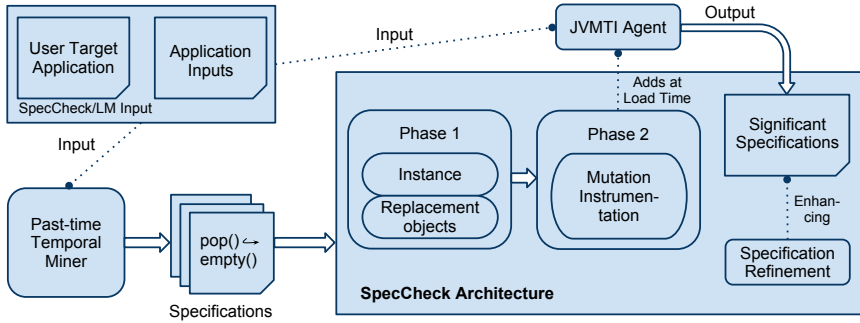 User Target
Application
Application
Inputs
SpecCheck/LM Input
Input
JVMTI Agent
Output
Input
Adds at
Load Time
Phase 1
Instance
Replacement
objects
Phase 2
Mutation
Instrumen-
tation
Significant
Specifications
Enhan-
cing
Specification
Refinement
Past-time
Temporal
Miner
pop() ↪
empty()
Specifications
SpecCheck Architecture